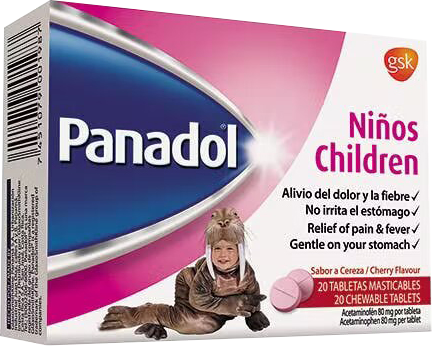 gsk
Panadol
Niños
Children
Alivio del dolor y la fiebre ✓
No irrita el estómago ✓
Relief of pain & fever ✓
Gentle on your stomach ✓
Sabor a Cereza / Cherry Flavour
20 TABLETAS MASTICABLES
20 CHEWABLE TABLETS
Acetaminofén 80 mg por tableta
Acetaminophen 80 mg per tablet